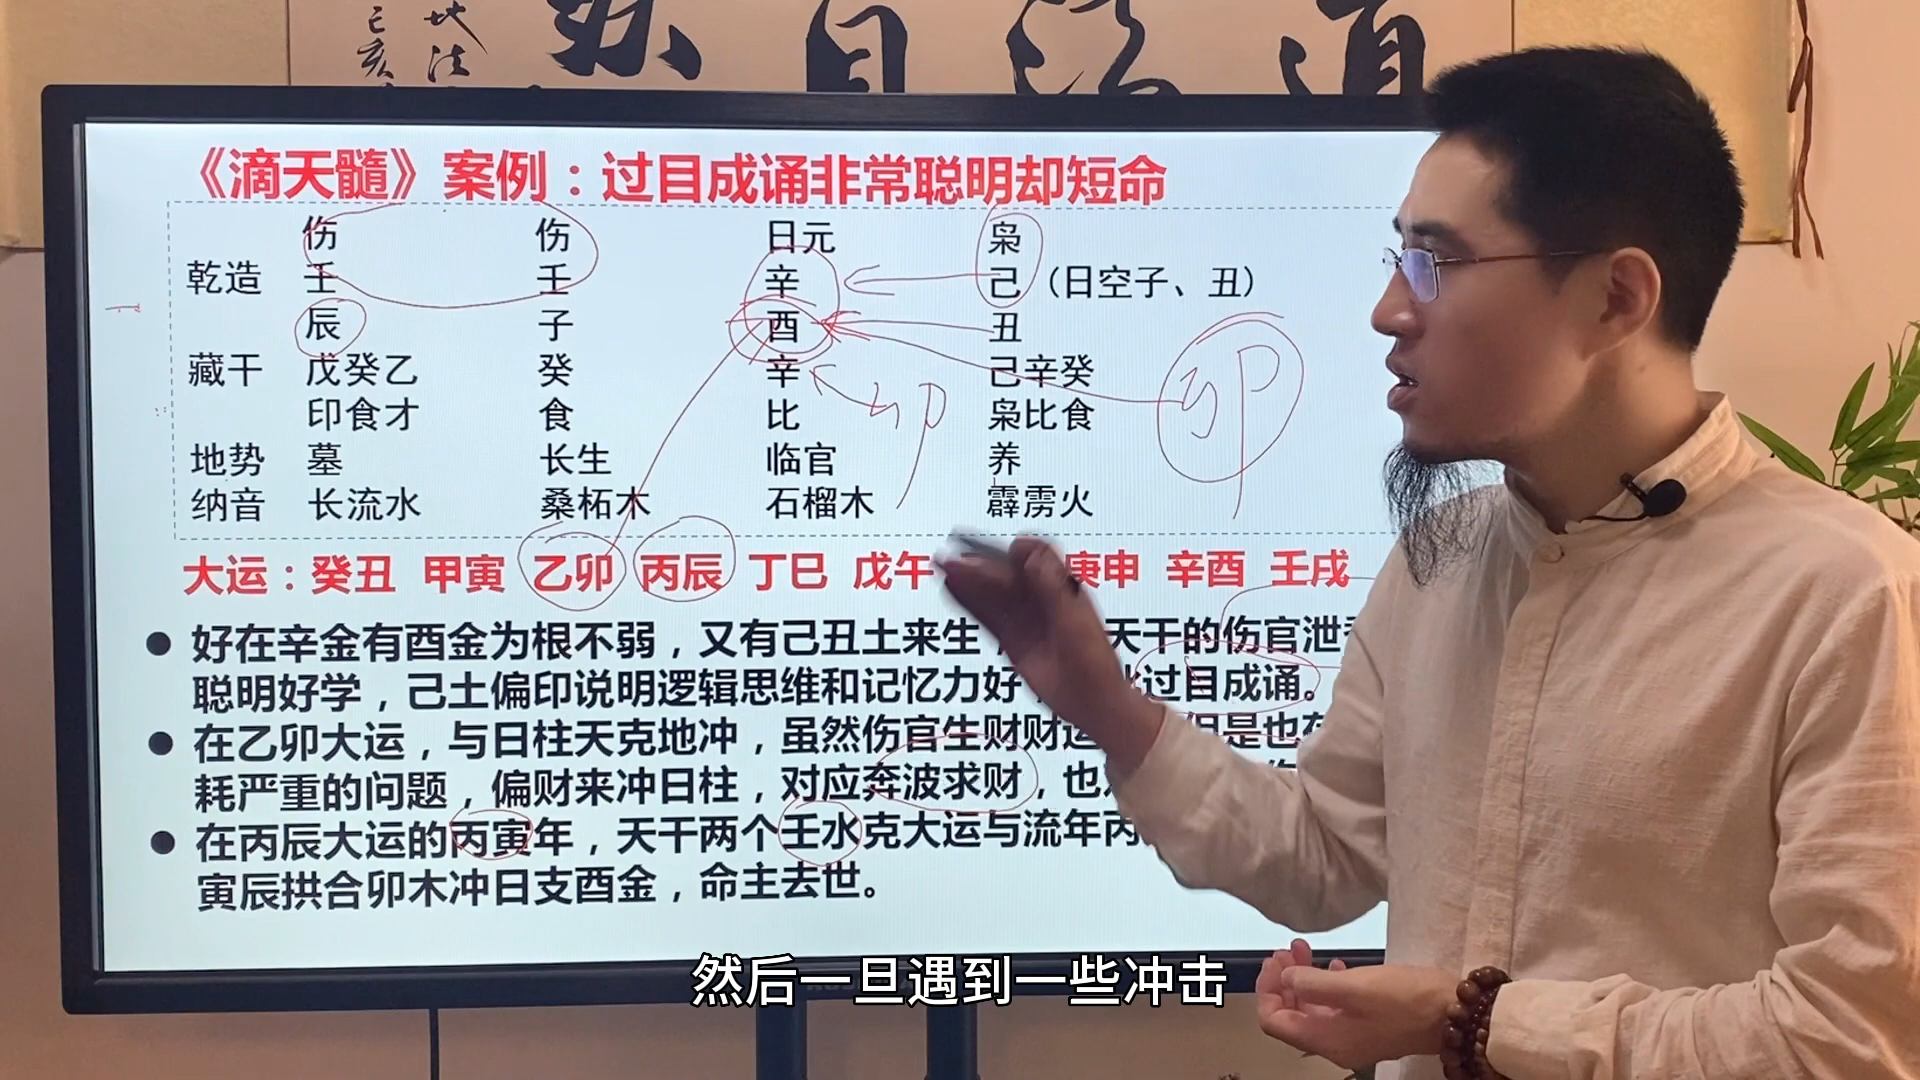 《滴天髓》案例：过目成诵非常聪明却短命
伤 伤 日元 枭
乾造 壬 壬 辛 己（日空子、丑）
辰 子 酉 丑
藏干 戊癸乙 癸 辛 己辛癸
印食才 食 比 枭比食
地势 墓 长生 临官 养
纳音 长流水 桑柘木 石榴木 霹雳火
卯
卯
大运：癸丑 甲寅 乙卯 丙辰 丁巳 戊午 庚申 辛酉 壬戌
● 好在辛金有酉金为根不弱，又有己丑土来生 天干的伤官泄
聪明好学，己土偏印说明逻辑思维和记忆力好 过目成诵。
● 在乙卯大运，与日柱天克地冲，虽然伤官生财财运 但是也在
耗严重的问题，偏财来冲日柱，对应奔波求财，也
● 在丙辰大运的丙寅年，天干两个壬水克大运与流年丙
寅辰拱合卯木冲日支酉金，命主去世。
然后一旦遇到一些冲击